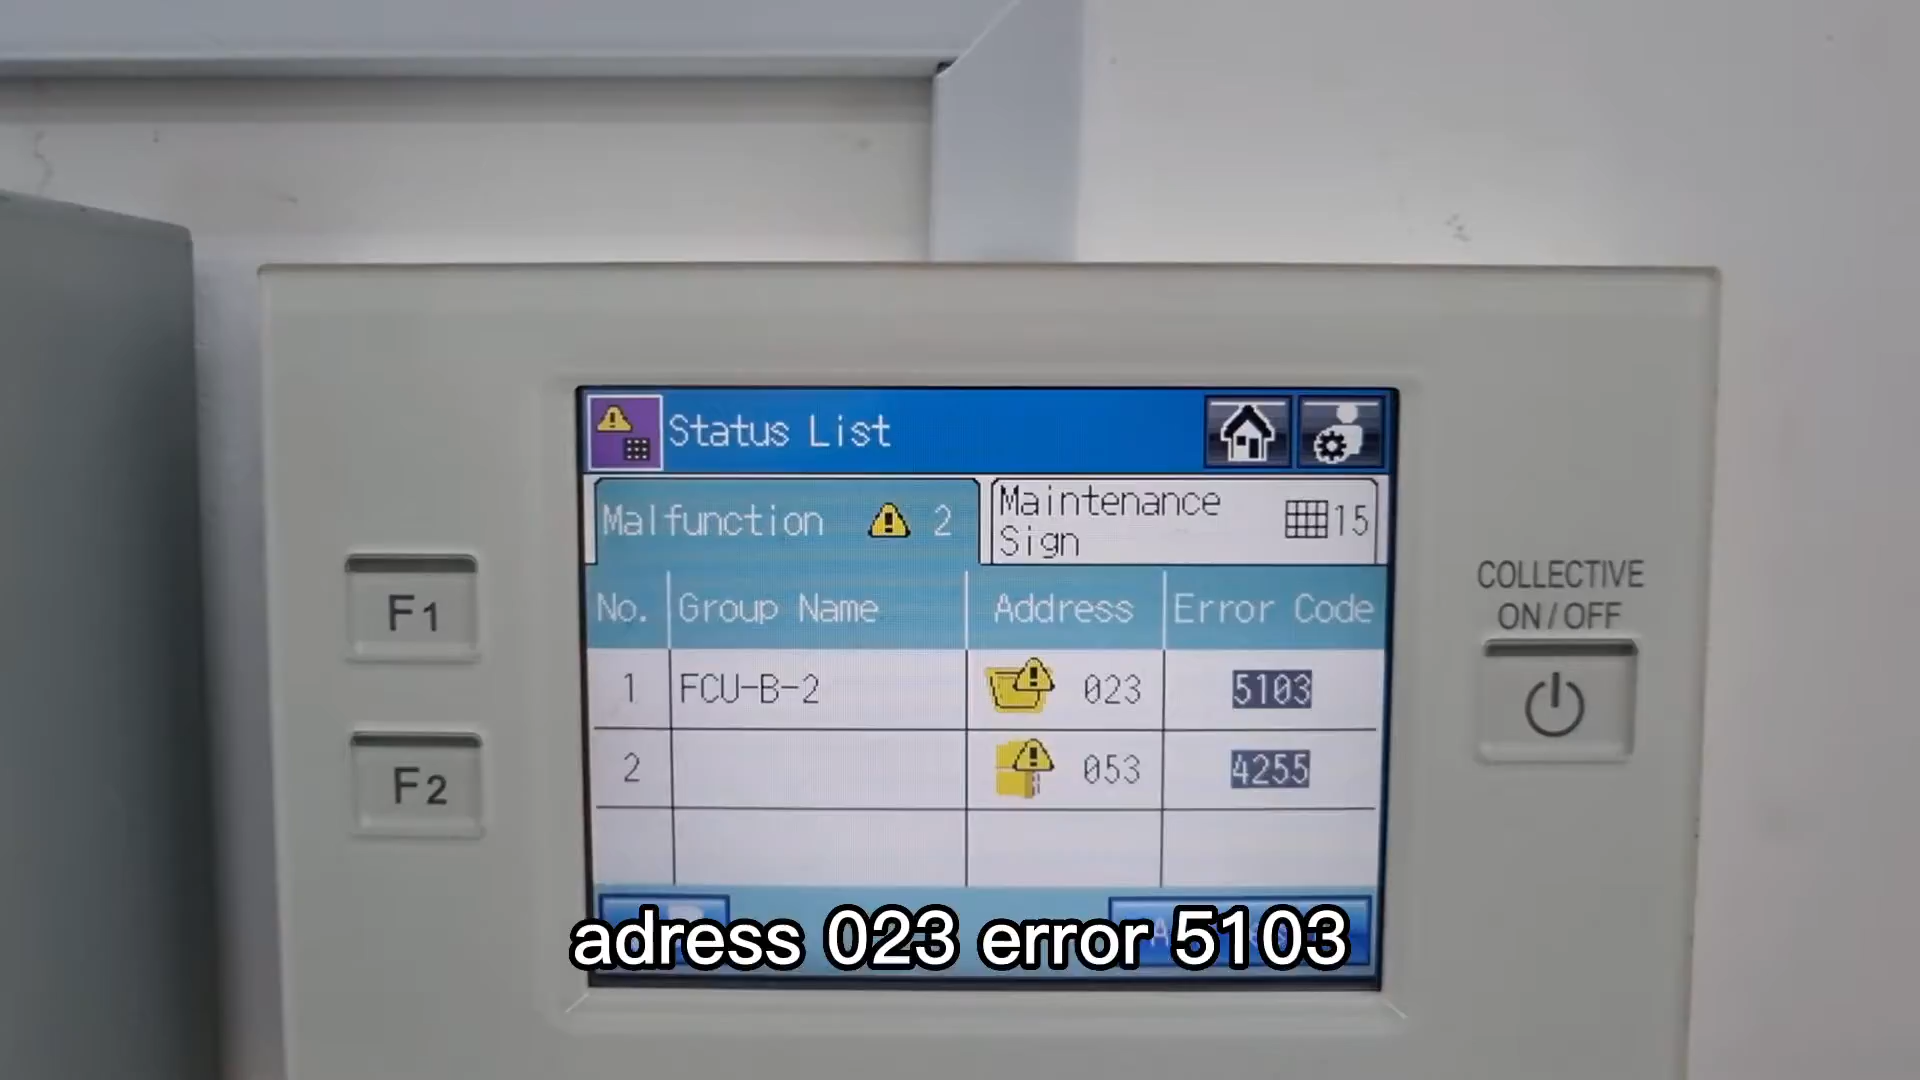 Status List
Malfunction 2
Maintenance
Sign
15
No. Group Name Address Error Code
1 FCU-B-2 023 5103
2 053 4255
F1
F2
COLLECTIVE
ON/OFF
adress 023 error 5103